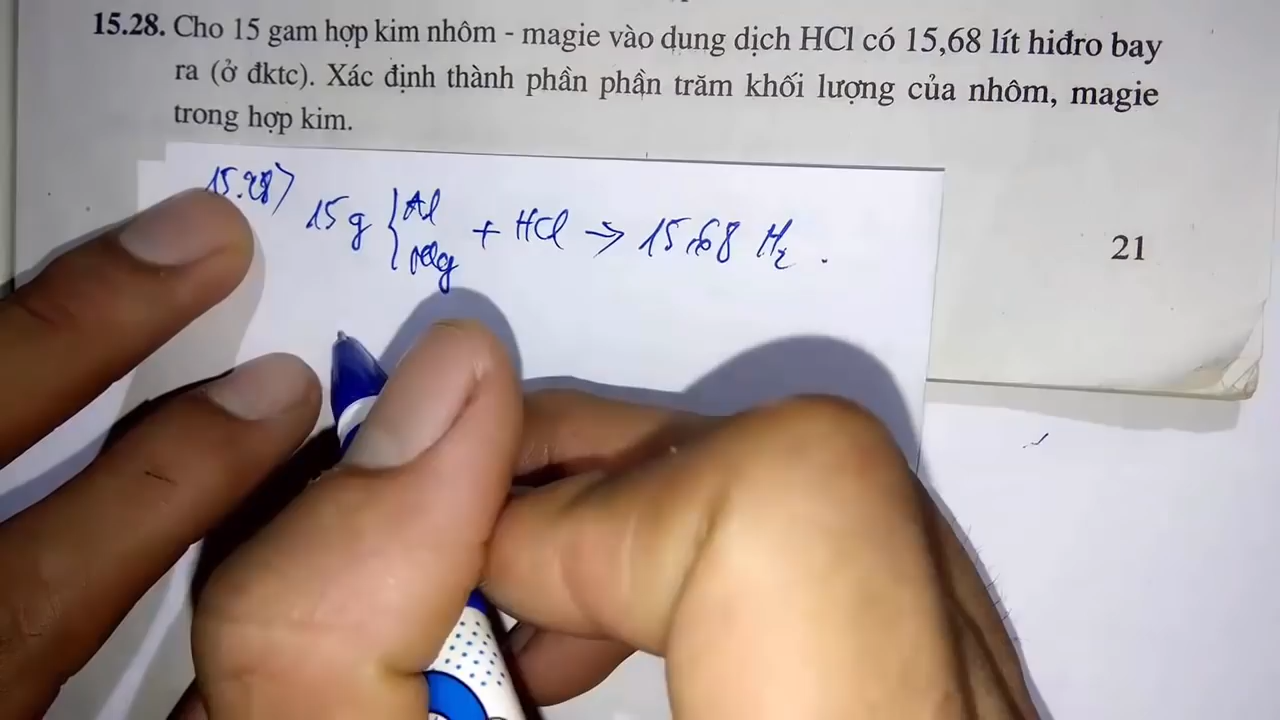 15.28. Cho 15 gam hợp kim nhôm - magie vào dung dịch HCl có 15,68 lít hiđro bay
ra (ở đktc). Xác định thành phần phần trăm khối lượng của nhôm, magie
trong hợp kim.
15.28>
15g { Al Mg + HCl → 15,68 H₂ .
21